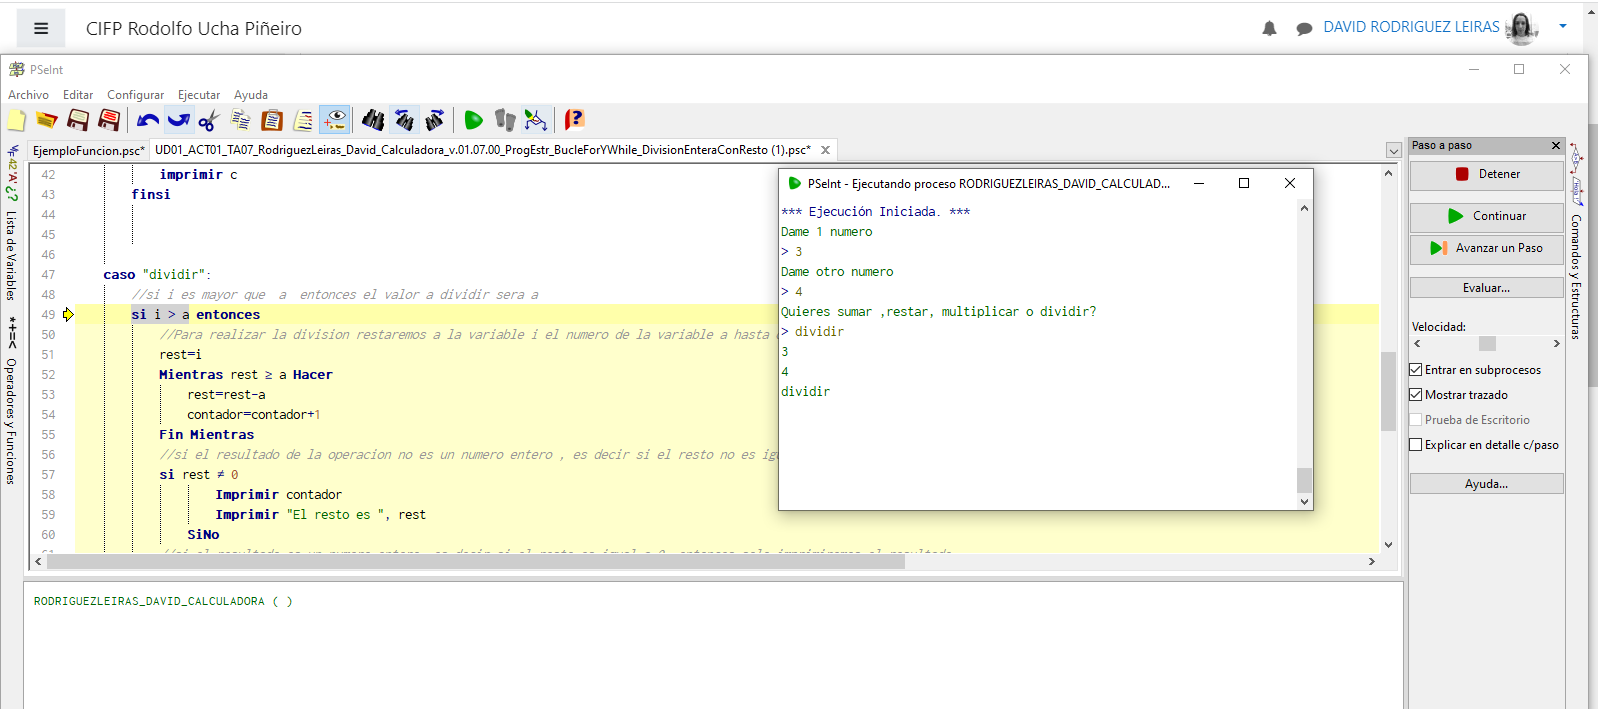 CIFP Rodolfo Ucha Piñeiro
DAVID RODRIGUEZ LEIRAS
PSeInt
Archivo Editar Configurar Ejecutar Ayuda
EjemploFuncion.psc*
UD01_ACT01_TA07_RodriguezLeiras_David_Calculadora_v.01.07.00_ProgEstr_BucleForYWhile_DivisionEnteraConResto (1).psc*
42 imprimir c
43 finsi
44
45
46
47 caso "dividir":
48 //si i es mayor que a entonces el valor a dividir sera a
49 si i > a entonces
50 //Para realizar la division restaremos a la variable i el numero de la variable a hasta
51 rest=i
52 Mientras rest ≥ a Hacer
53 rest=rest-a
54 contador=contador+1
55 Fin Mientras
56 //si el resultado de la operacion no es un numero entero , es decir si el resto no es
57 si rest ≠ 0
58 Imprimir contador
59 Imprimir "El resto es ", rest
60 SiNo
Lista de Variables
*+=< Operadores y Funciones
42 'A' ¿?
PSeInt - Ejecutando proceso RODRIGUEZLEIRAS_DAVID_CALCULAD...
*** Ejecución Iniciada. ***
Dame 1 numero
> 3
Dame otro numero
> 4
Quieres sumar ,restar, multiplicar o dividir?
> dividir
3
4
dividir
Paso a paso
Detener
Continuar
Avanzar un Paso
Evaluar...
Velocidad:
Entrar en subprocesos
Mostrar trazado
Prueba de Escritorio
Explicar en detalle c/paso
Ayuda...
Comandos y Estructuras
RODRIGUEZLEIRAS_DAVID_CALCULADORA ( )